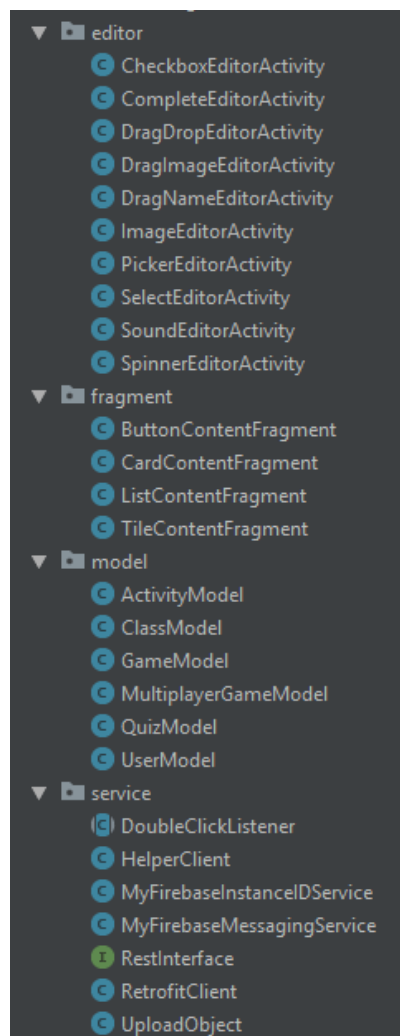 editor
CheckboxEditorActivity
CompleteEditorActivity
DragDropEditorActivity
DragImageEditorActivity
DragNameEditorActivity
ImageEditorActivity
PickerEditorActivity
SelectEditorActivity
SoundEditorActivity
SpinnerEditorActivity
fragment
ButtonContentFragment
CardContentFragment
ListContentFragment
TileContentFragment
model
ActivityModel
ClassModel
GameModel
MultiplayerGameModel
QuizModel
UserModel
service
DoubleClickListener
HelperClient
MyFirebaseInstanceIDService
MyFirebaseMessagingService
RestInterface
RetrofitClient
UploadObject